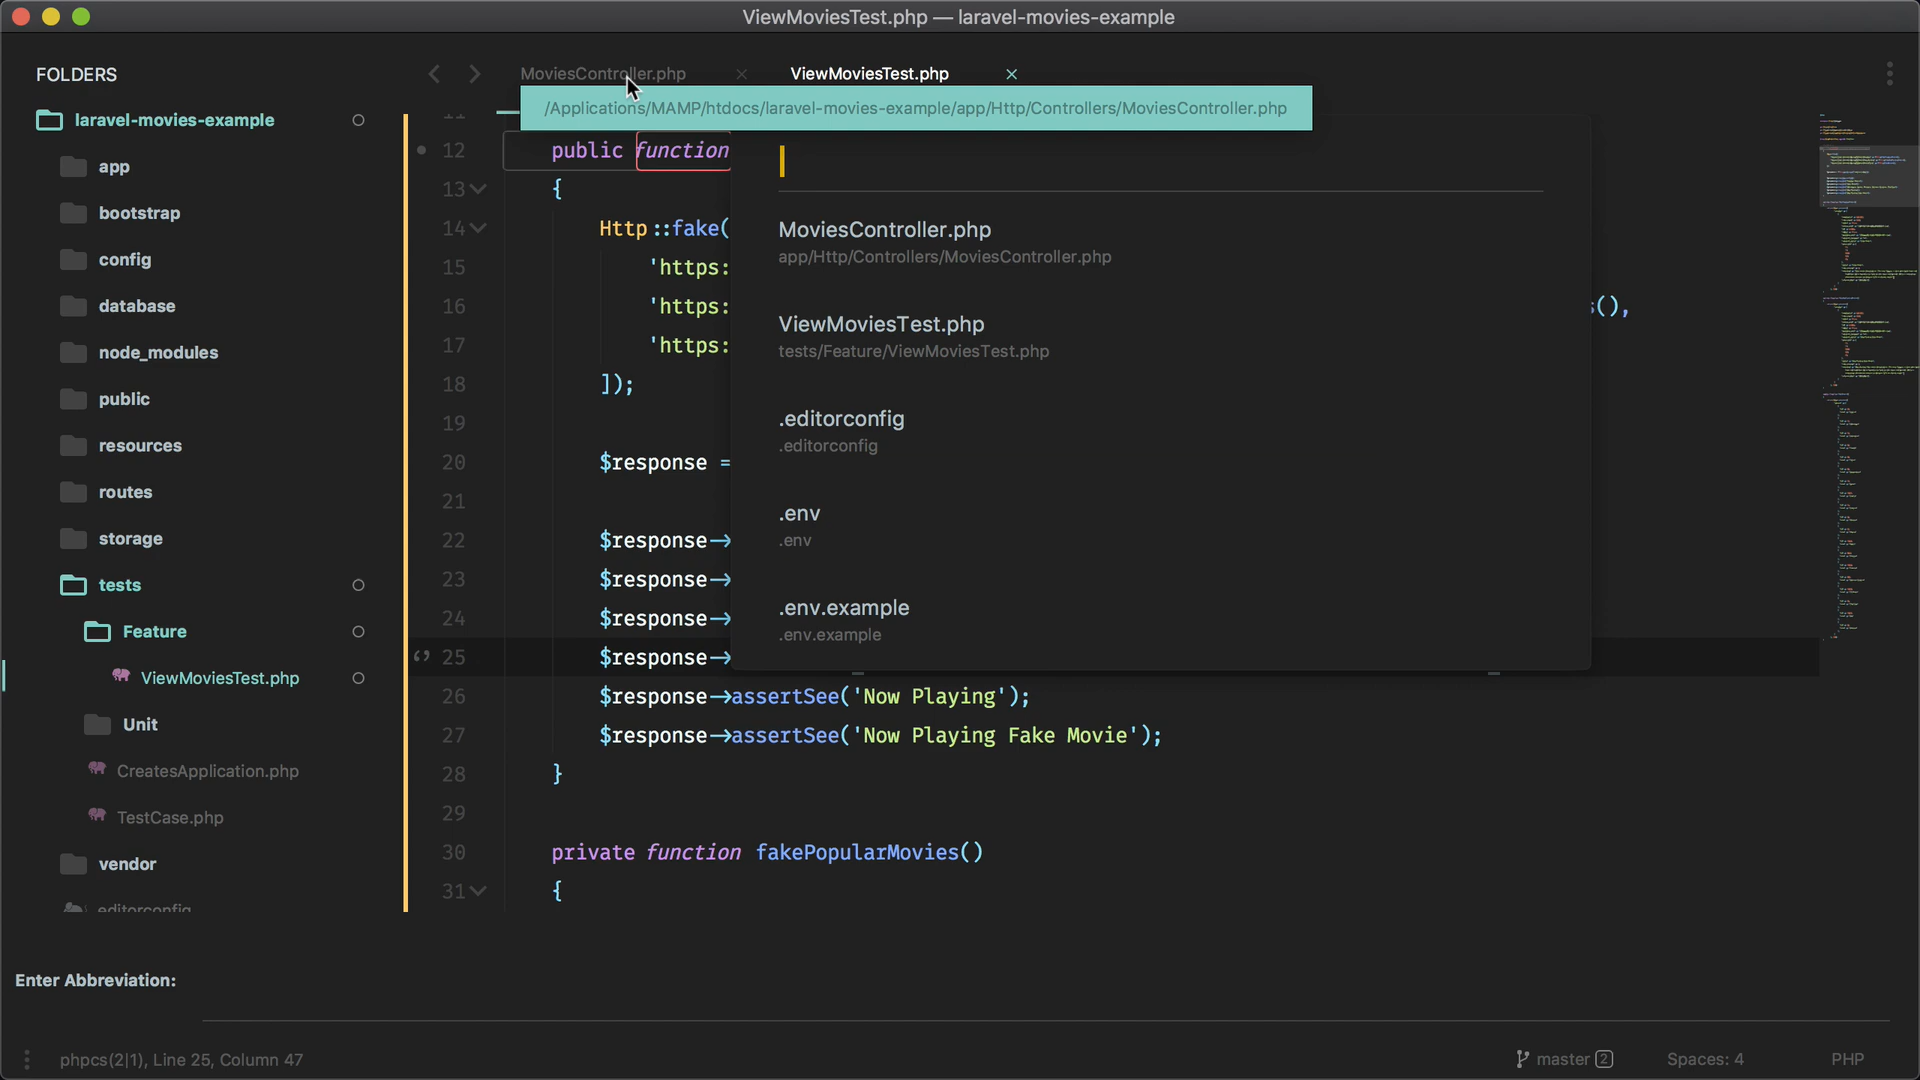 ViewMoviesTest.php — laravel-movies-example
FOLDERS
laravel-movies-example
app
bootstrap
config
database
node_modules
public
resources
routes
storage
tests
Feature
ViewMoviesTest.php
Unit
CreatesApplication.php
TestCase.php
vendor
editorconfig
MoviesController.php
ViewMoviesTest.php
/Applications/MAMP/htdocs/laravel-movies-example/app/Http/Controllers/MoviesController.php
11
12 public function
13 {
14 Http::fake(
15 'https:
16 'https: s(),
17 'https:
18 ]);
19
20 $response =
21
22 $response->
23 $response->
24 $response->
25 $response->
26 $response->assertSee('Now Playing');
27 $response->assertSee('Now Playing Fake Movie');
28 }
29
30 private function fakePopularMovies()
31 {
MoviesController.php
app/Http/Controllers/MoviesController.php
ViewMoviesTest.php
tests/Feature/ViewMoviesTest.php
.editorconfig
.editorconfig
.env
.env
.env.example
.env.example
Enter Abbreviation:
phpcs(2|1), Line 25, Column 47
master 2
Spaces: 4
PHP